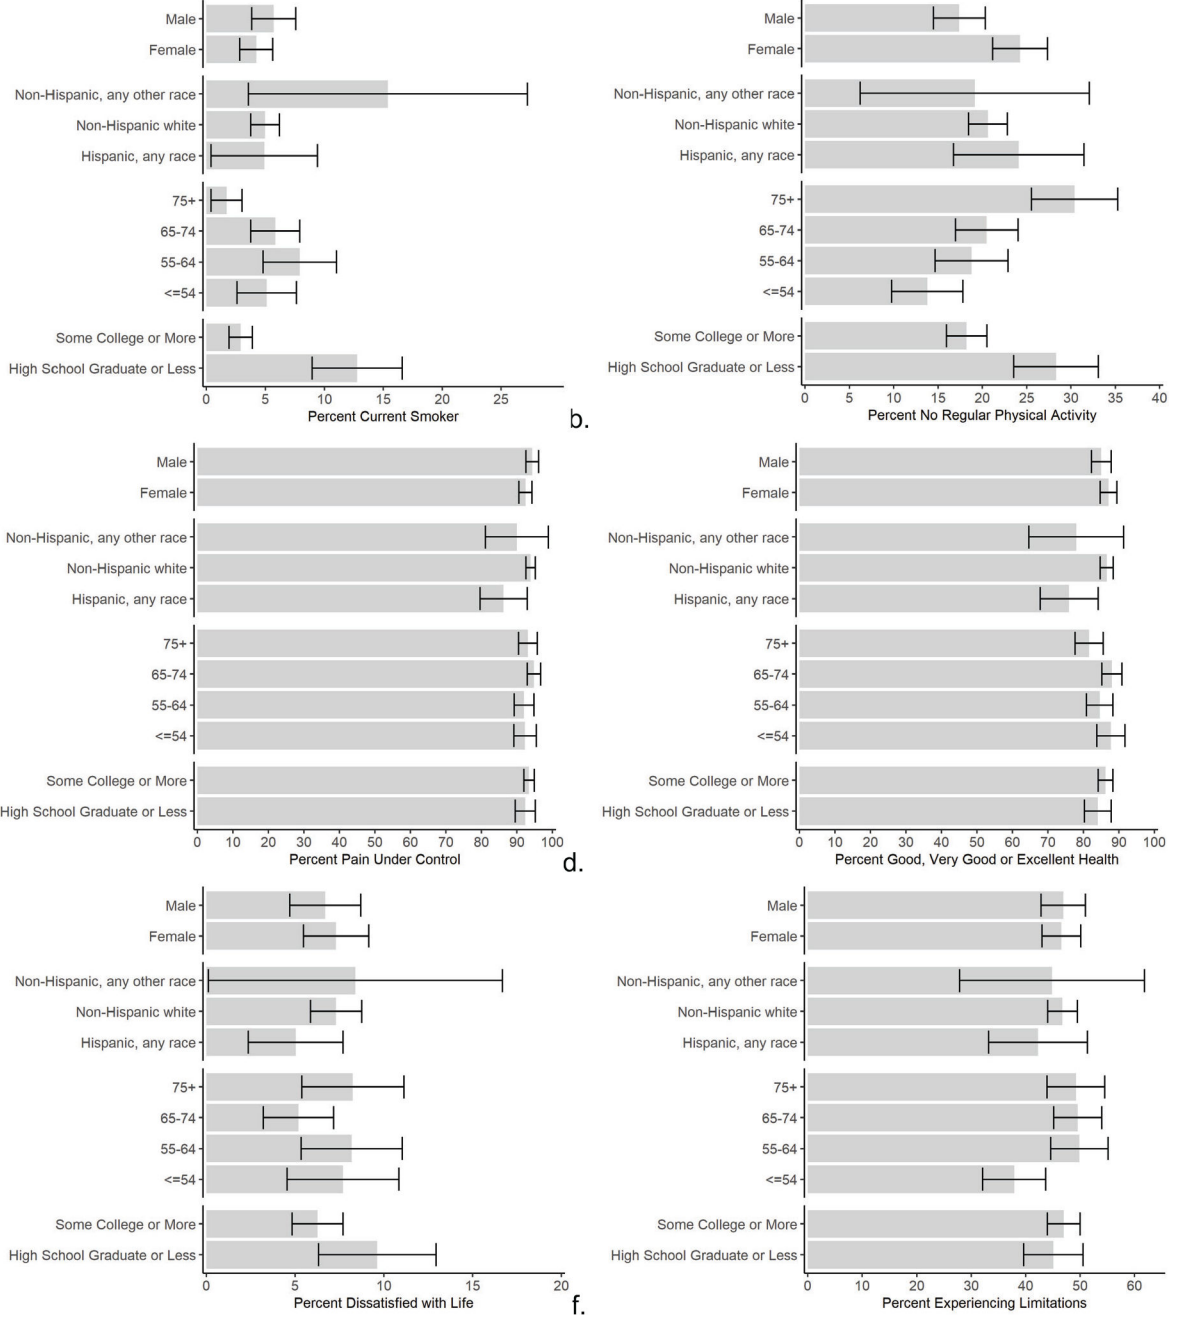 Male
Female
Non-Hispanic, any other race
Non-Hispanic white
Hispanic, any race
75+
65-74
55-64
<=54
Some College or More
High School Graduate or Less
0 5 10 15 20 25
Percent Current Smoker
b.
Male
Female
Non-Hispanic, any other race
Non-Hispanic white
Hispanic, any race
75+
65-74
55-64
<=54
Some College or More
High School Graduate or Less
0 5 10 15 20 25 30 35 40
Percent No Regular Physical Activity
Male
Female
Non-Hispanic, any other race
Non-Hispanic white
Hispanic, any race
75+
65-74
55-64
<=54
Some College or More
High School Graduate or Less
0 10 20 30 40 50 60 70 80 90 100
Percent Pain Under Control
d.
Male
Female
Non-Hispanic, any other race
Non-Hispanic white
Hispanic, any race
75+
65-74
55-64
<=54
Some College or More
High School Graduate or Less
0 10 20 30 40 50 60 70 80 90 100
Percent Good, Very Good or Excellent Health
Male
Female
Non-Hispanic, any other race
Non-Hispanic white
Hispanic, any race
75+
65-74
55-64
<=54
Some College or More
High School Graduate or Less
0 5 10 15 20
Percent Dissatisfied with Life
f.
Male
Female
Non-Hispanic, any other race
Non-Hispanic white
Hispanic, any race
75+
65-74
55-64
<=54
Some College or More
High School Graduate or Less
0 10 20 30 40 50 60
Percent Experiencing Limitations